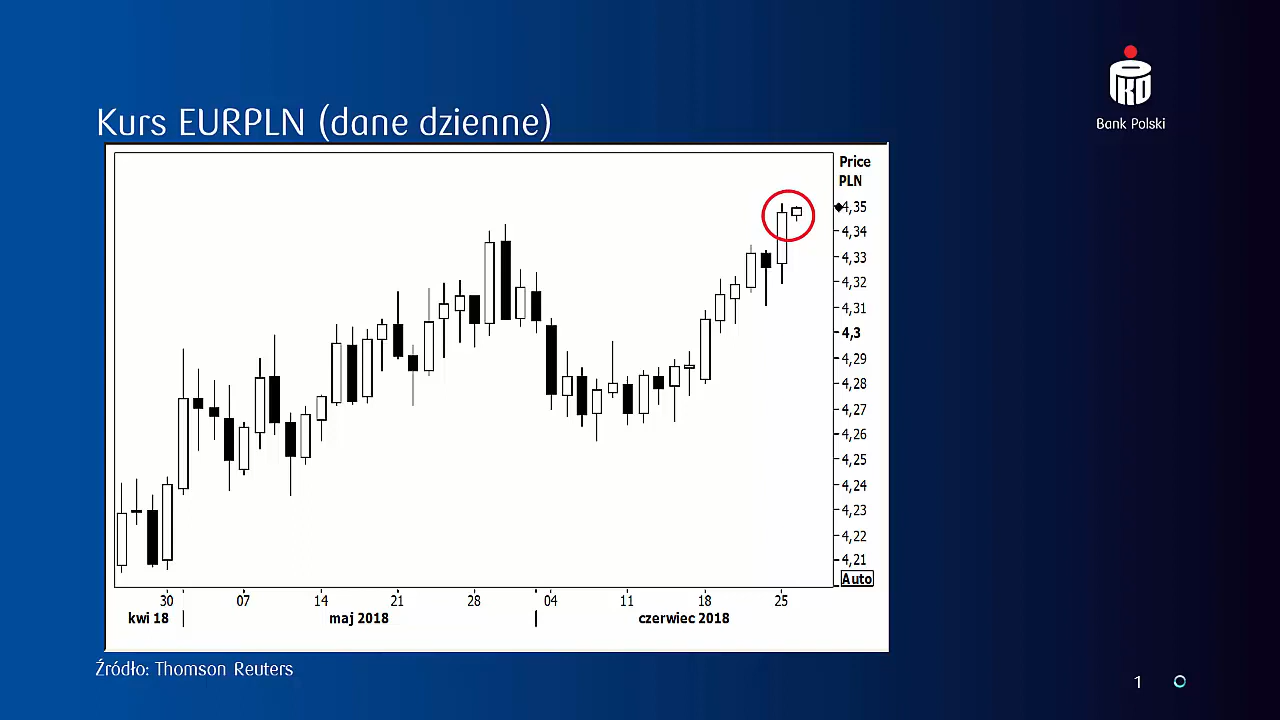 PKO
Bank Polski
Kurs EURPLN (dane dzienne)
Price
PLN
4,35
4,34
4,33
4,32
4,31
4,3
4,29
4,28
4,27
4,26
4,25
4,24
4,23
4,22
4,21
Auto
30 07 14 21 28 04 11 18 25
kwi 18 maj 2018 czerwiec 2018
Źródło: Thomson Reuters
1